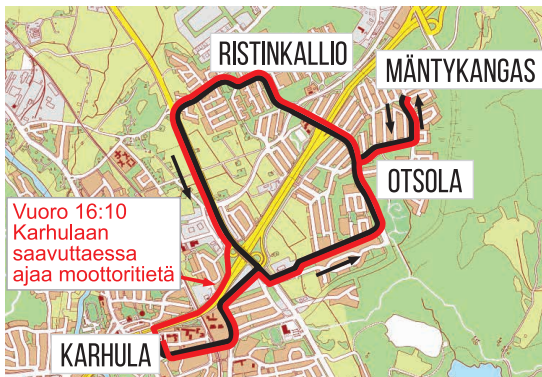 RISTINKALLIO
MÄNTYKANGAS
OTSOLA
Vuoro 16:10
Karhulaan
saavuttaessa
ajaa moottoritietä
KARHULA